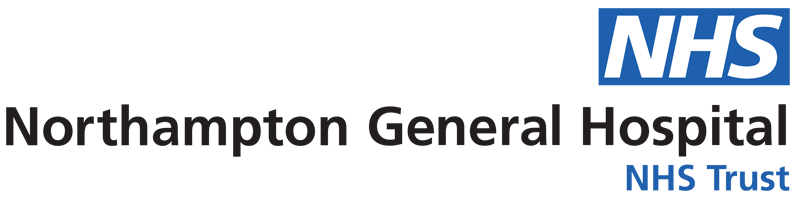 NHS
Northampton General Hospital
NHS Trust